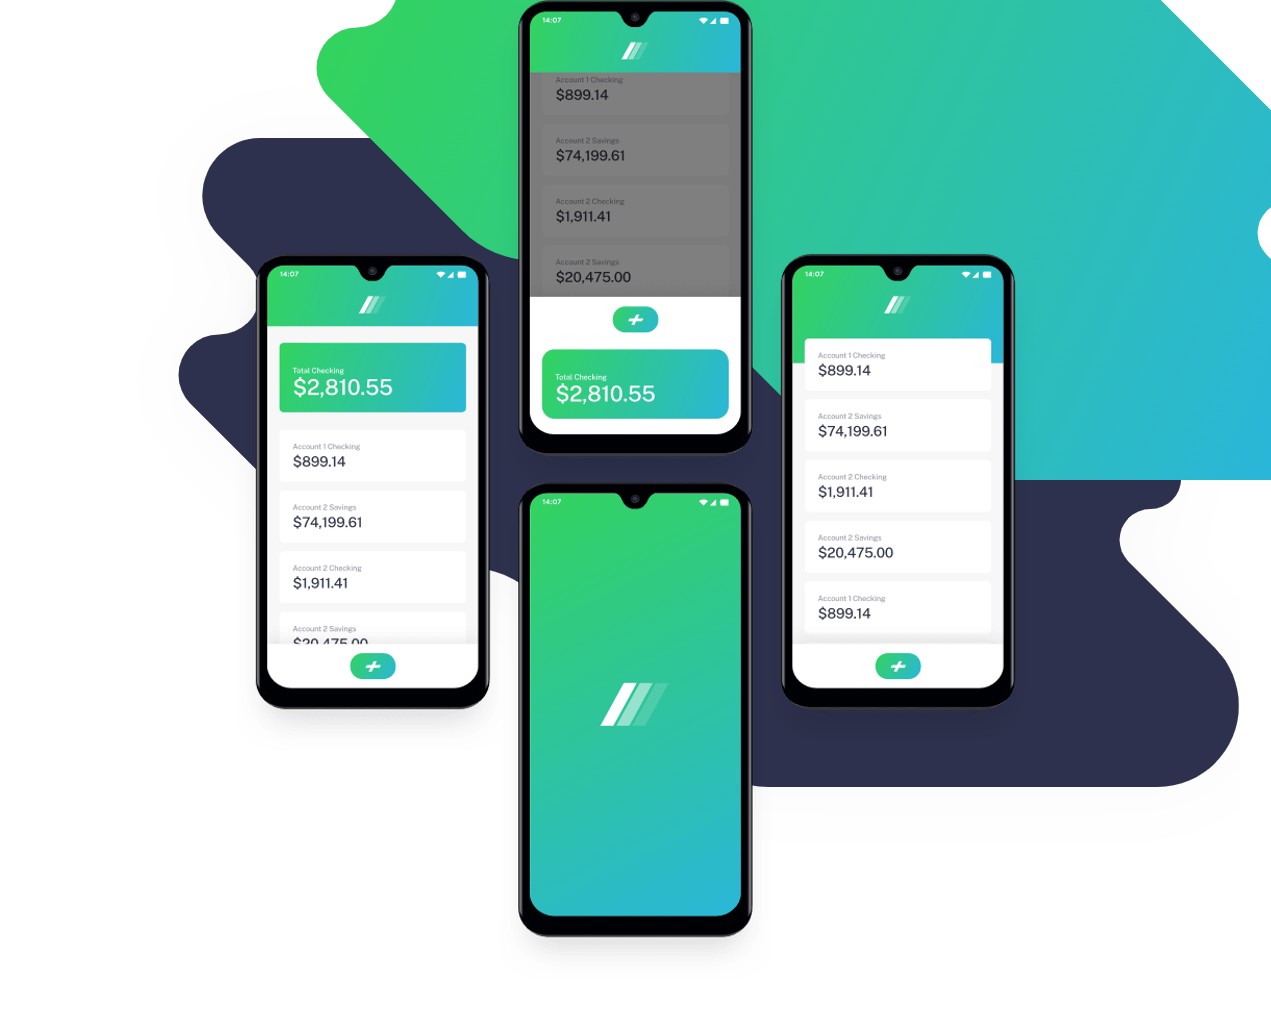 14:07
Account 1 Checking
$899.14
Account 2 Savings
$74,199.61
Account 2 Checking
$1,911.41
Account 2 Savings
$20,475.00
Total Checking
$2,810.55
14:07
Total Checking
$2,810.55
Account 1 Checking
$899.14
Account 2 Savings
$74,199.61
Account 2 Checking
$1,911.41
Account 2 Savings
$20,475.00
14:07
Account 1 Checking
$899.14
Account 2 Savings
$74,199.61
Account 2 Checking
$1,911.41
Account 2 Savings
$20,475.00
Account 1 Checking
$899.14
14:07